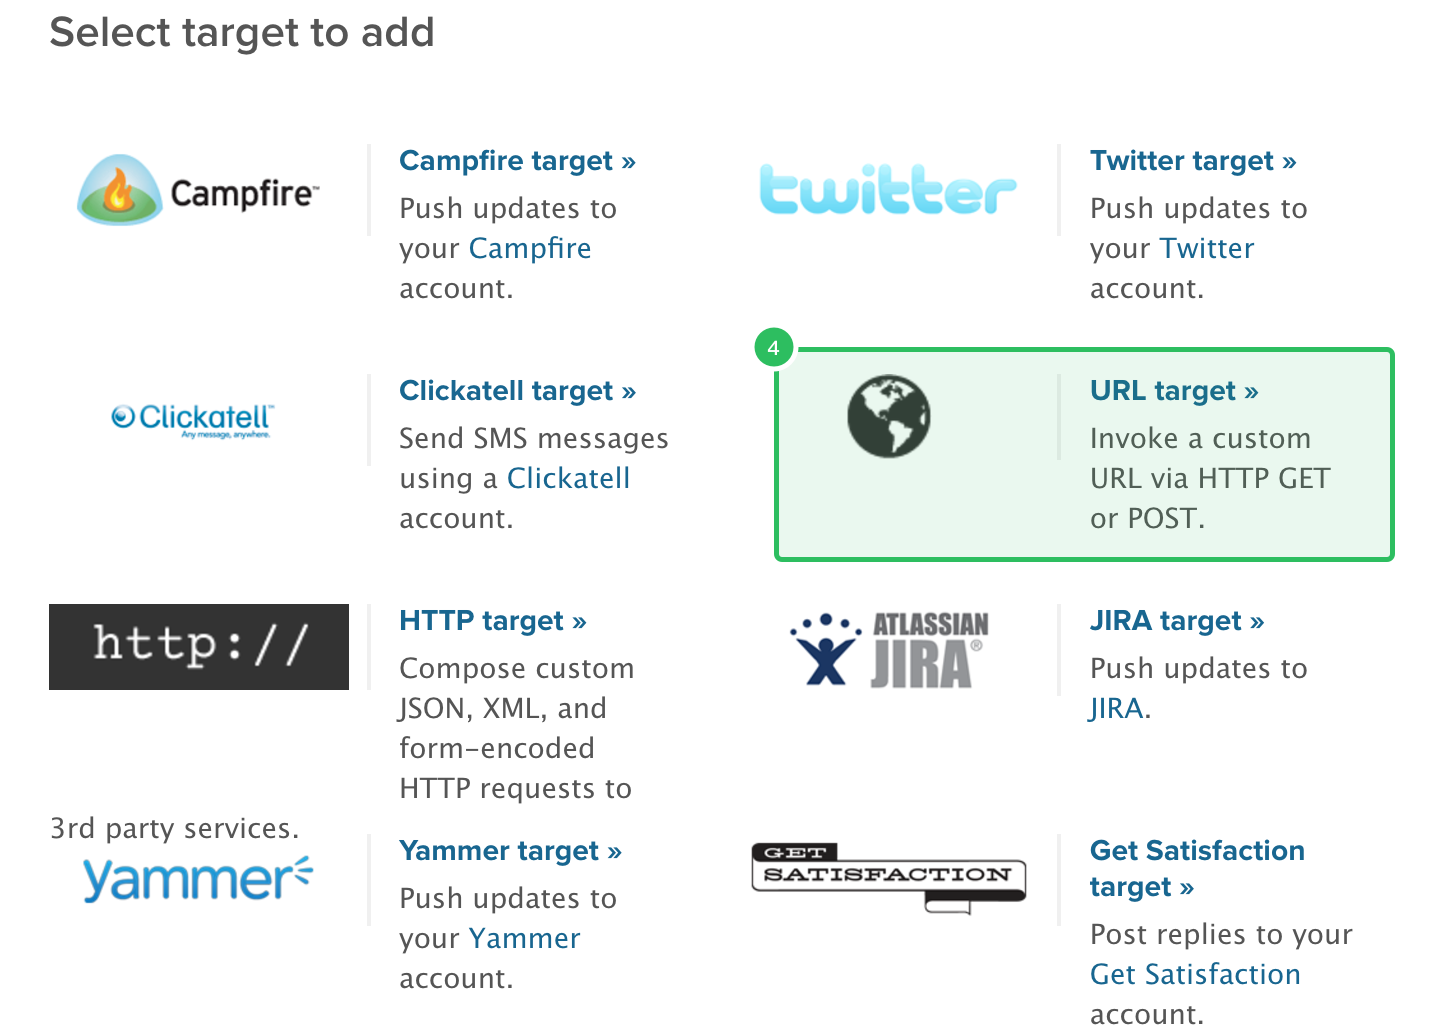 Select target to add
Campfire™
Campfire target »
Push updates to
your Campfire
account.
twitter
Twitter target »
Push updates to
your Twitter
account.
Clickatell™
Any message, anywhere.
Clickatell target »
Send SMS messages
using a Clickatell
account.
4
URL target »
Invoke a custom
URL via HTTP GET
or POST.
http://
HTTP target »
Compose custom
JSON, XML, and
form-encoded
HTTP requests to
3rd party services.
ATLASSIAN
JIRA®
JIRA target »
Push updates to
JIRA.
yammer
Yammer target »
Push updates to
your Yammer
account.
GET
SATISFACTION
Get Satisfaction
target »
Post replies to your
Get Satisfaction
account.